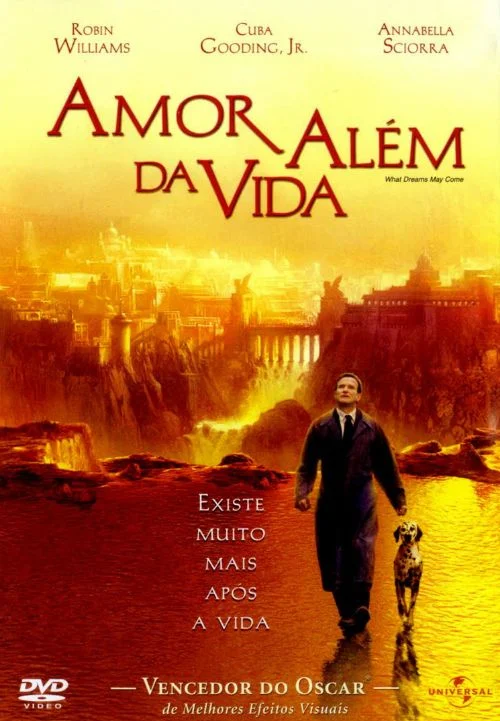 Robin Williams
Cuba Gooding, Jr.
Annabella Sciorra
Amor Além
da Vida
What Dreams May Come
Existe
muito
mais
após
a vida
DVD
VIDEO
— Vencedor do Oscar® —
de Melhores Efeitos Visuais
UNIVERSAL